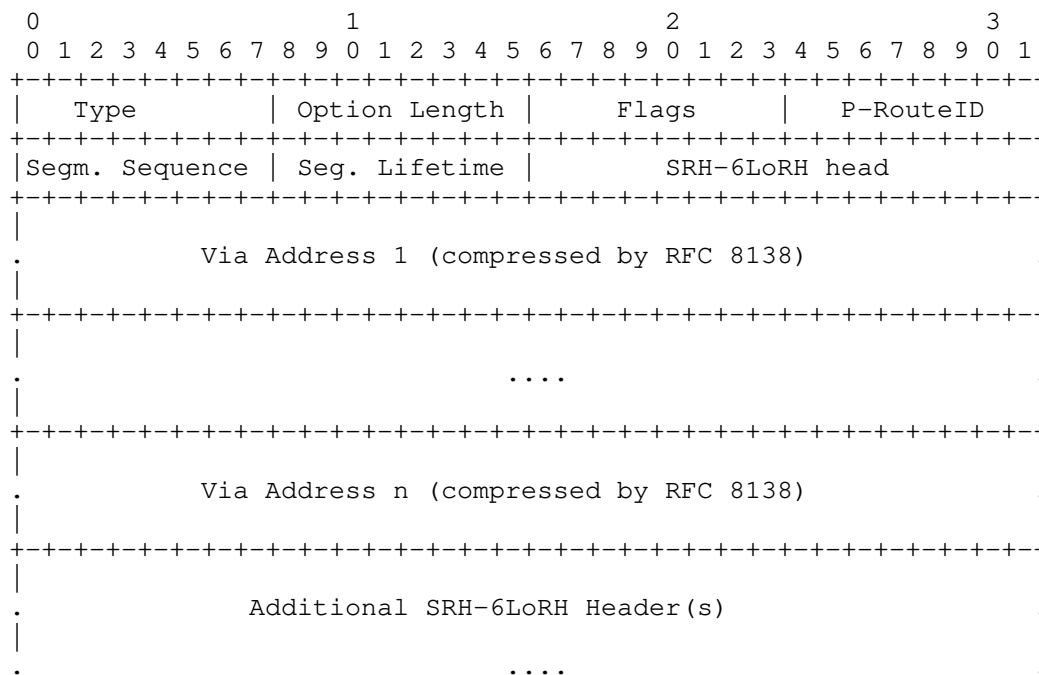 0                   1                   2                   3
 0 1 2 3 4 5 6 7 8 9 0 1 2 3 4 5 6 7 8 9 0 1 2 3 4 5 6 7 8 9 0 1
+-+-+-+-+-+-+-+-+-+-+-+-+-+-+-+-+-+-+-+-+-+-+-+-+-+-+-+-+-+-+-+--
|   Type        | Option Length |     Flags     |   P-RouteID
+-+-+-+-+-+-+-+-+-+-+-+-+-+-+-+-+-+-+-+-+-+-+-+-+-+-+-+-+-+-+-+--
|Segm. Sequence | Seg. Lifetime |        SRH-6LoRH head
+-+-+-+-+-+-+-+-+-+-+-+-+-+-+-+-+-+-+-+-+-+-+-+-+-+-+-+-+-+-+-+--
|
.           Via Address 1 (compressed by RFC 8138)              .
|
+-+-+-+-+-+-+-+-+-+-+-+-+-+-+-+-+-+-+-+-+-+-+-+-+-+-+-+-+-+-+-+--
|
.                              ....                             .
|
+-+-+-+-+-+-+-+-+-+-+-+-+-+-+-+-+-+-+-+-+-+-+-+-+-+-+-+-+-+-+-+--
|
.           Via Address n (compressed by RFC 8138)              .
|
+-+-+-+-+-+-+-+-+-+-+-+-+-+-+-+-+-+-+-+-+-+-+-+-+-+-+-+-+-+-+-+--
|
.              Additional SRH-6LoRH Header(s)                   .
|
.                              ....                             .